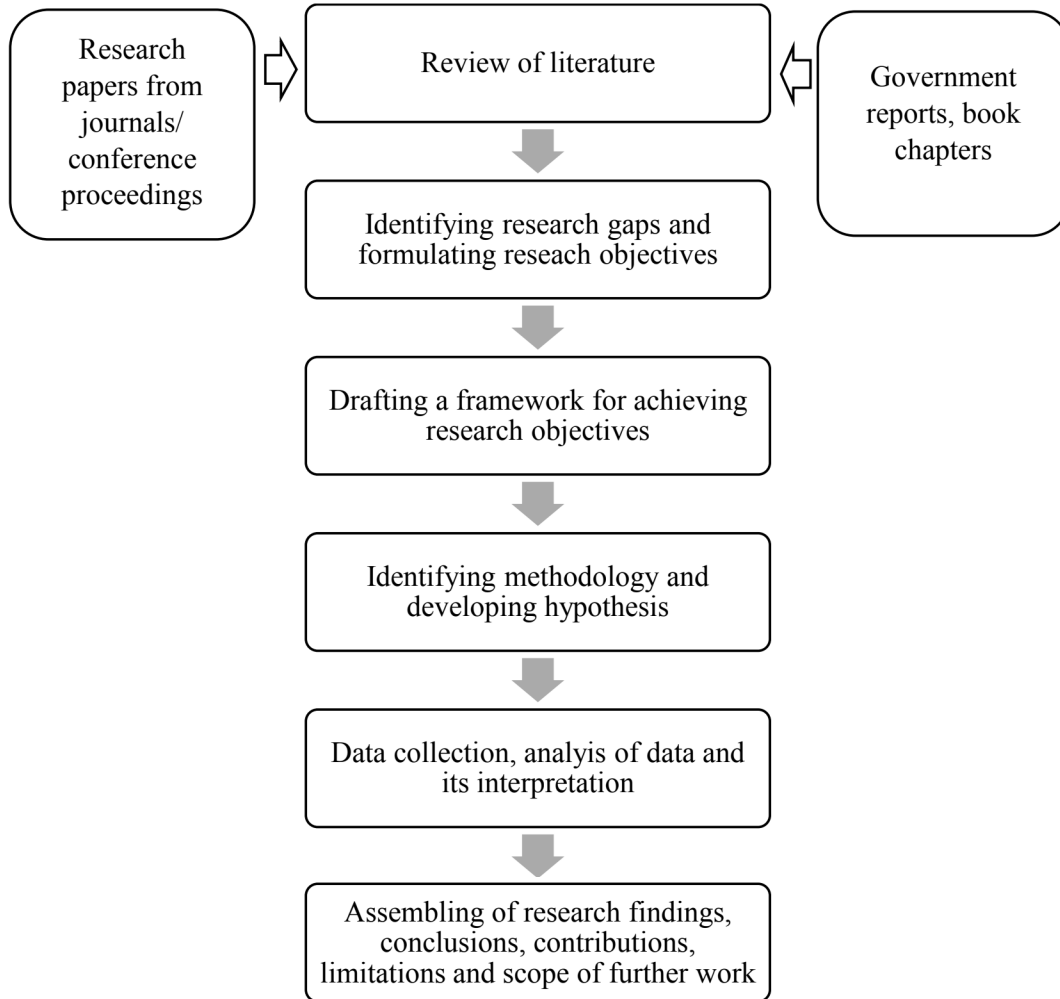 Research
papers from
journals/
conference
proceedings
Review of literature
Government
reports, book
chapters
Identifying research gaps and
formulating reseach objectives
Drafting a framework for achieving
research objectives
Identifying methodology and
developing hypothesis
Data collection, analyis of data and
its interpretation
Assembling of research findings,
conclusions, contributions,
limitations and scope of further work